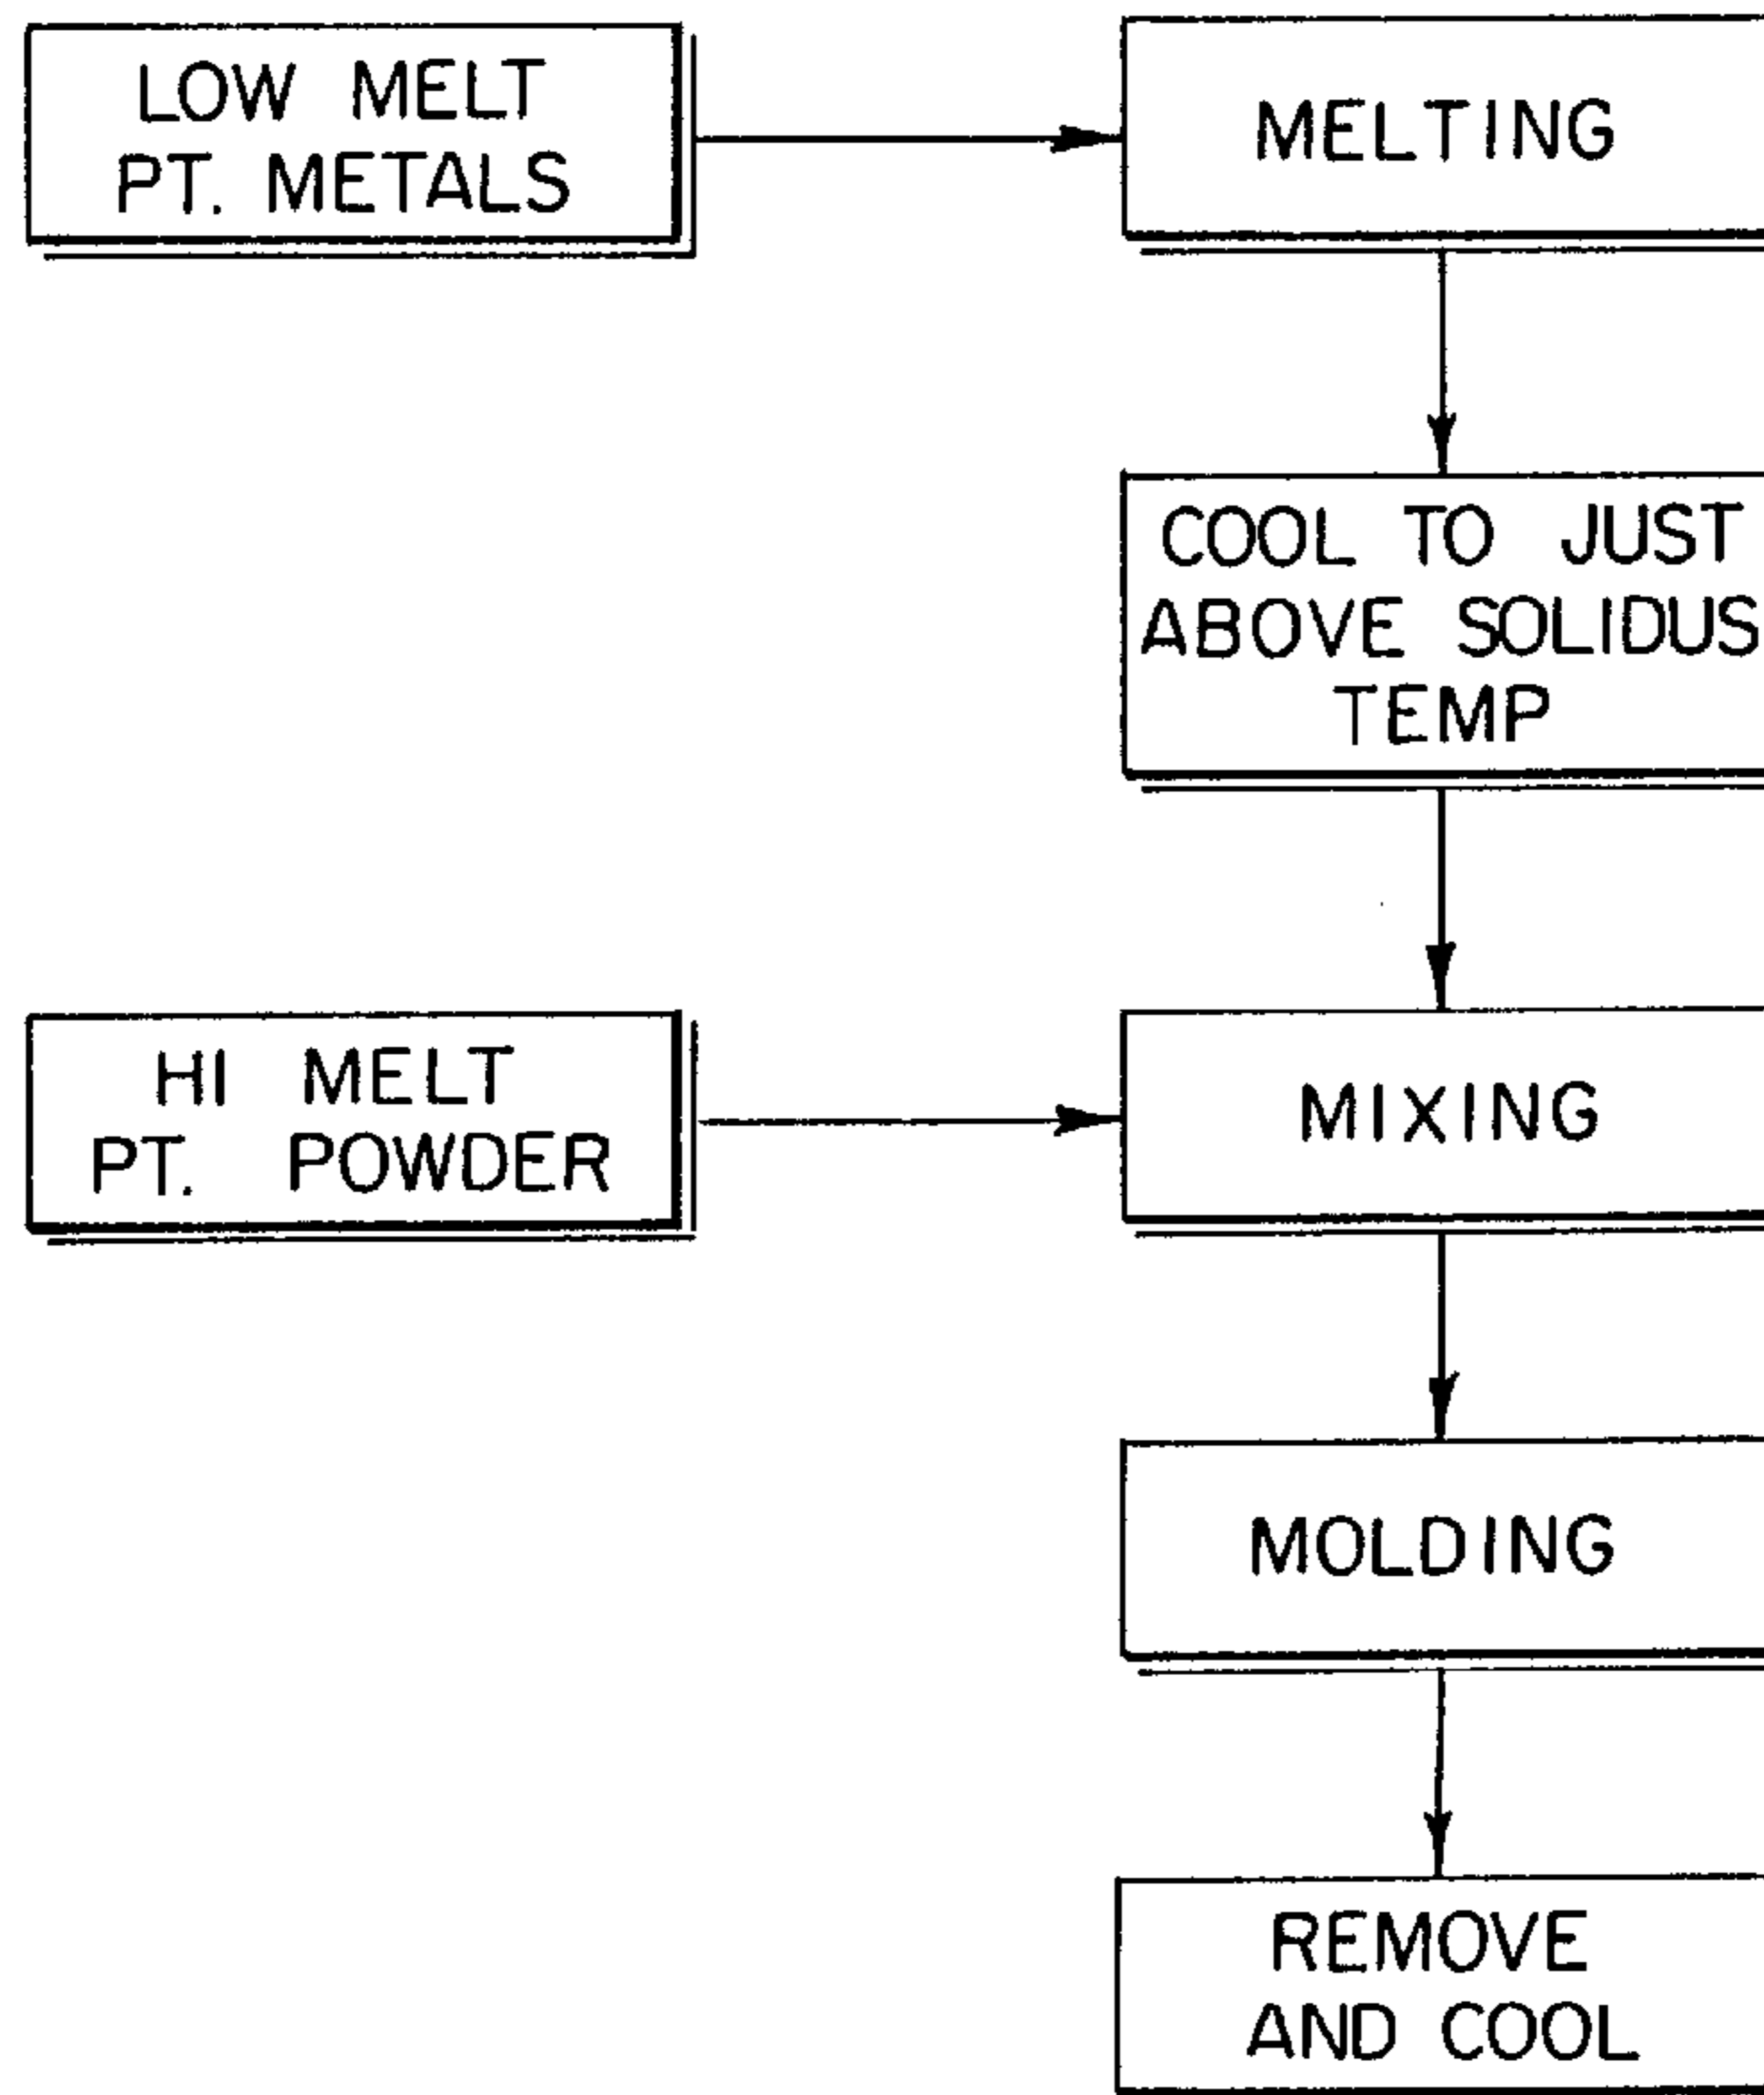 LOW MELT
PT. METALS
MELTING
COOL TO JUST
ABOVE SOLIDUS
TEMP
HI MELT
PT. POWDER
MIXING
MOLDING
REMOVE
AND COOL